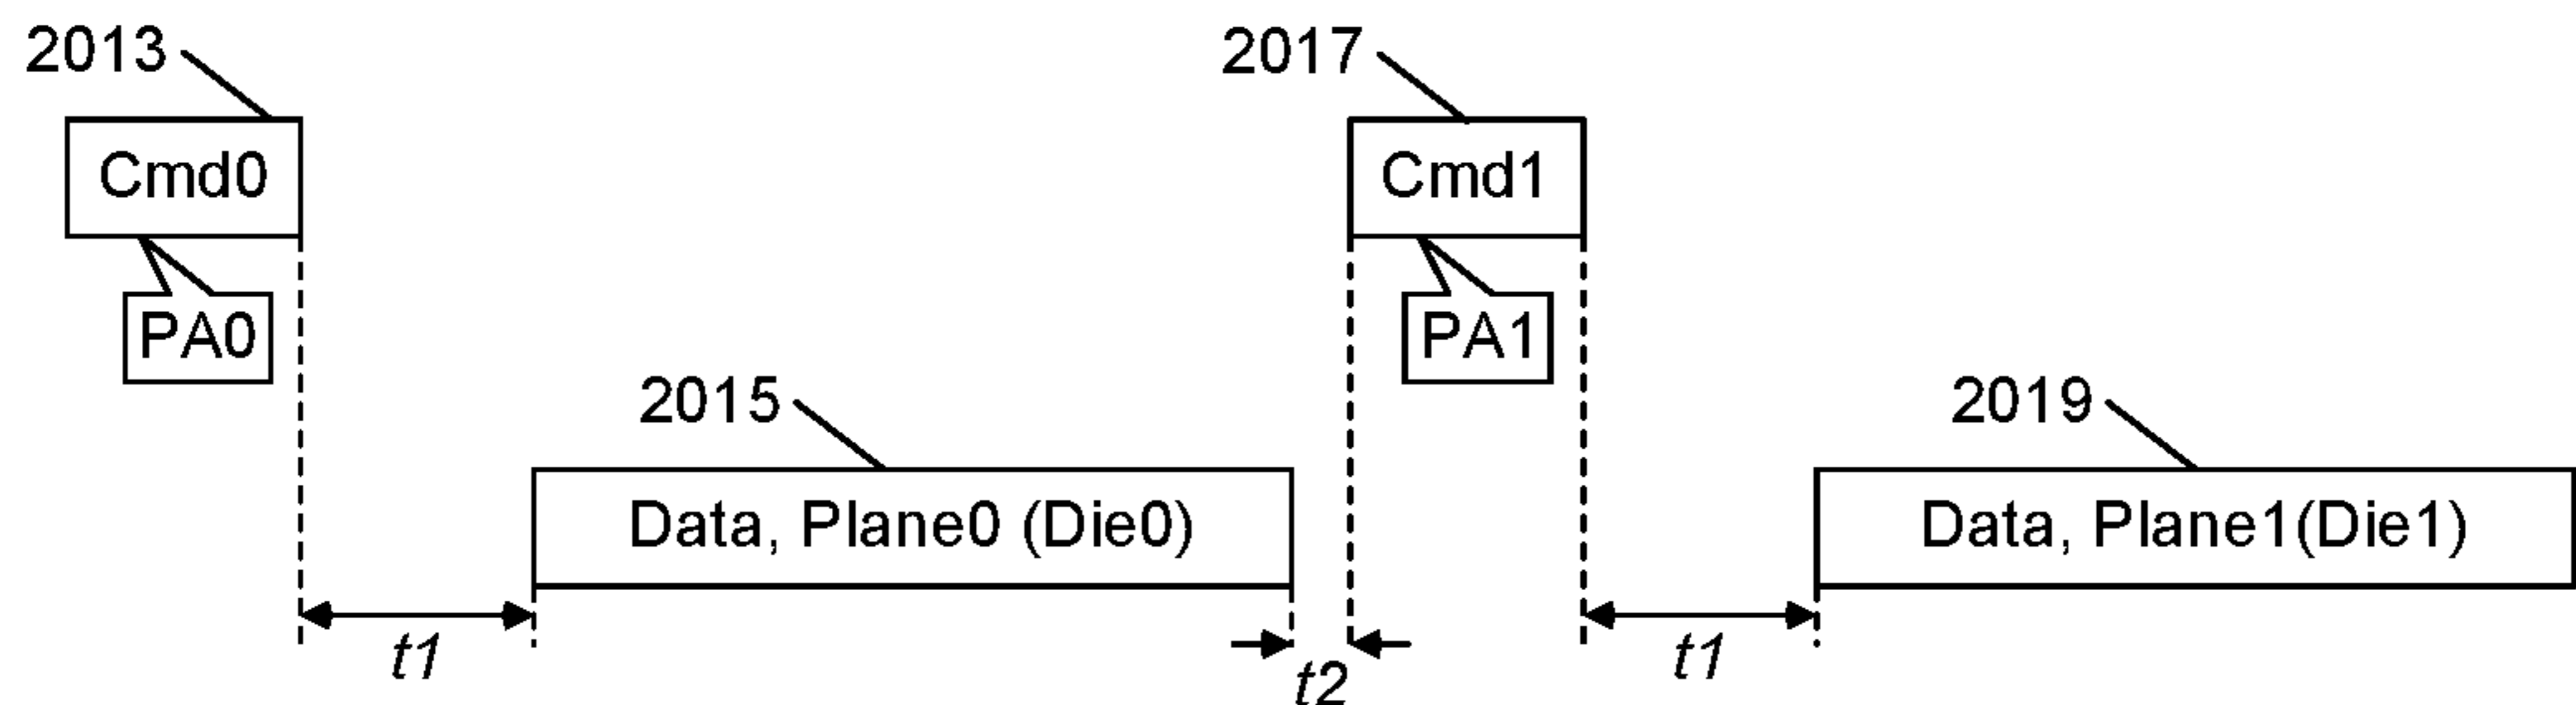 2013
2017
Cmd0
Cmd1
PA0
PA1
2015
2019
Data, Plane0 (Die0)
Data, Plane1(Die1)
t1
t2
t1